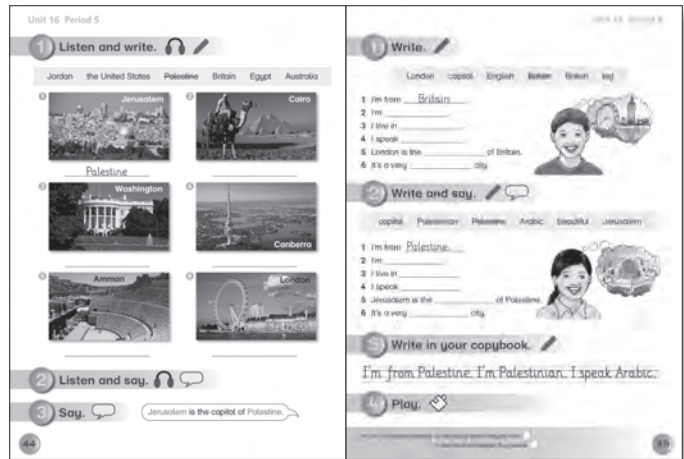 Unit 16 Period 5
1 Listen and write.
Jordan the United States Palestine Britain Egypt Australia
1 Jerusalem
Palestine
2 Cairo
3 Washington
4 Canberra
5 Amman
6 London
2 Listen and say.
3 Say.
Jerusalem is the capital of Palestine.
44
1 Write.
London capital English Britain British big
1 I'm from Britain
2 I'm
3 I live in
4 I speak
5 London is the of Britain.
6 It's a very city.
2 Write and say.
capital Palestinian Palestine Arabic beautiful Jerusalem
1 I'm from Palestine.
2 I'm
3 I live in
4 I speak
5 Jerusalem is the of Palestine.
6 It's a very city.
3 Write in your copybook.
I'm from Palestine. I'm Palestinian. I speak Arabic.
4 Play.
45